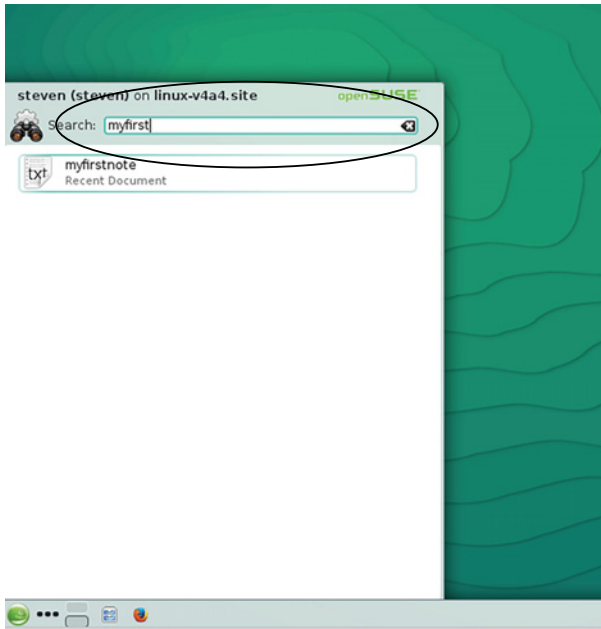 steven (steven) on linux-v4a4.site openSUSE
Search: myfirst
txt myfirstnote
Recent Document